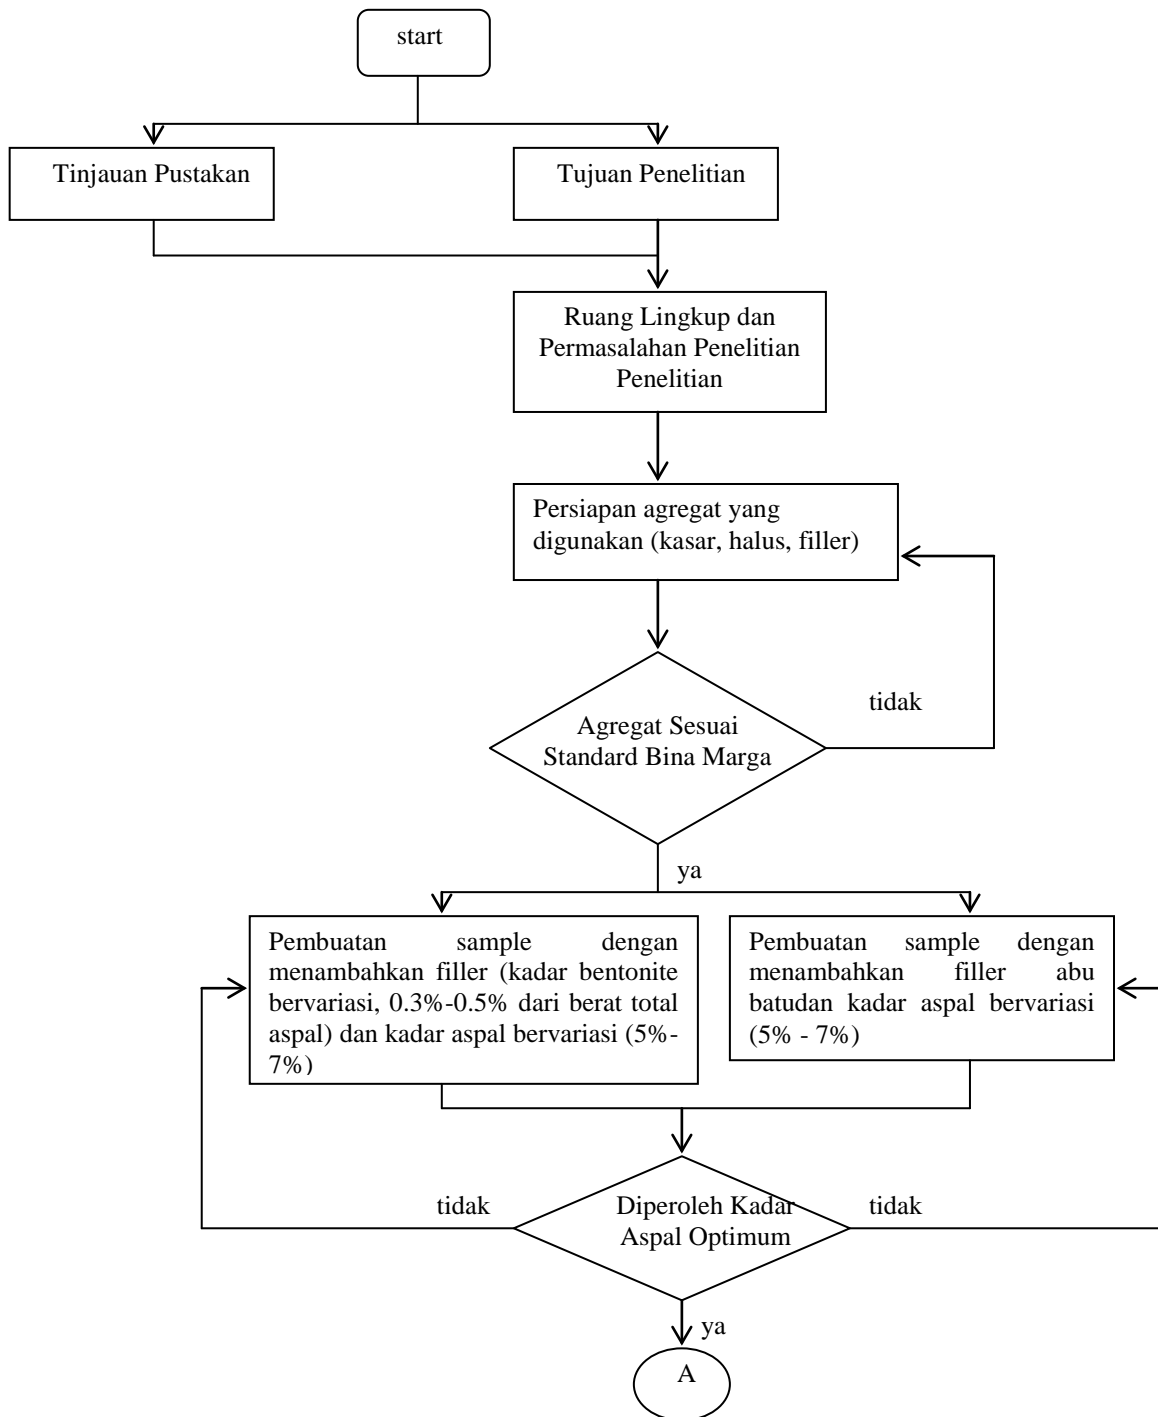 start
Tinjauan Pustakan
Tujuan Penelitian
Ruang Lingkup dan
Permasalahan Penelitian
Penelitian
Persiapan agregat yang
digunakan (kasar, halus, filler)
tidak
Agregat Sesuai
Standard Bina Marga
ya
Pembuatan sample dengan
menambahkan filler (kadar bentonite
bervariasi, 0.3%-0.5% dari berat total
aspal) dan kadar aspal bervariasi (5%-
7%)
Pembuatan sample dengan
menambahkan filler abu
batudan kadar aspal bervariasi
(5% - 7%)
tidak
Diperoleh Kadar
Aspal Optimum
tidak
ya
A